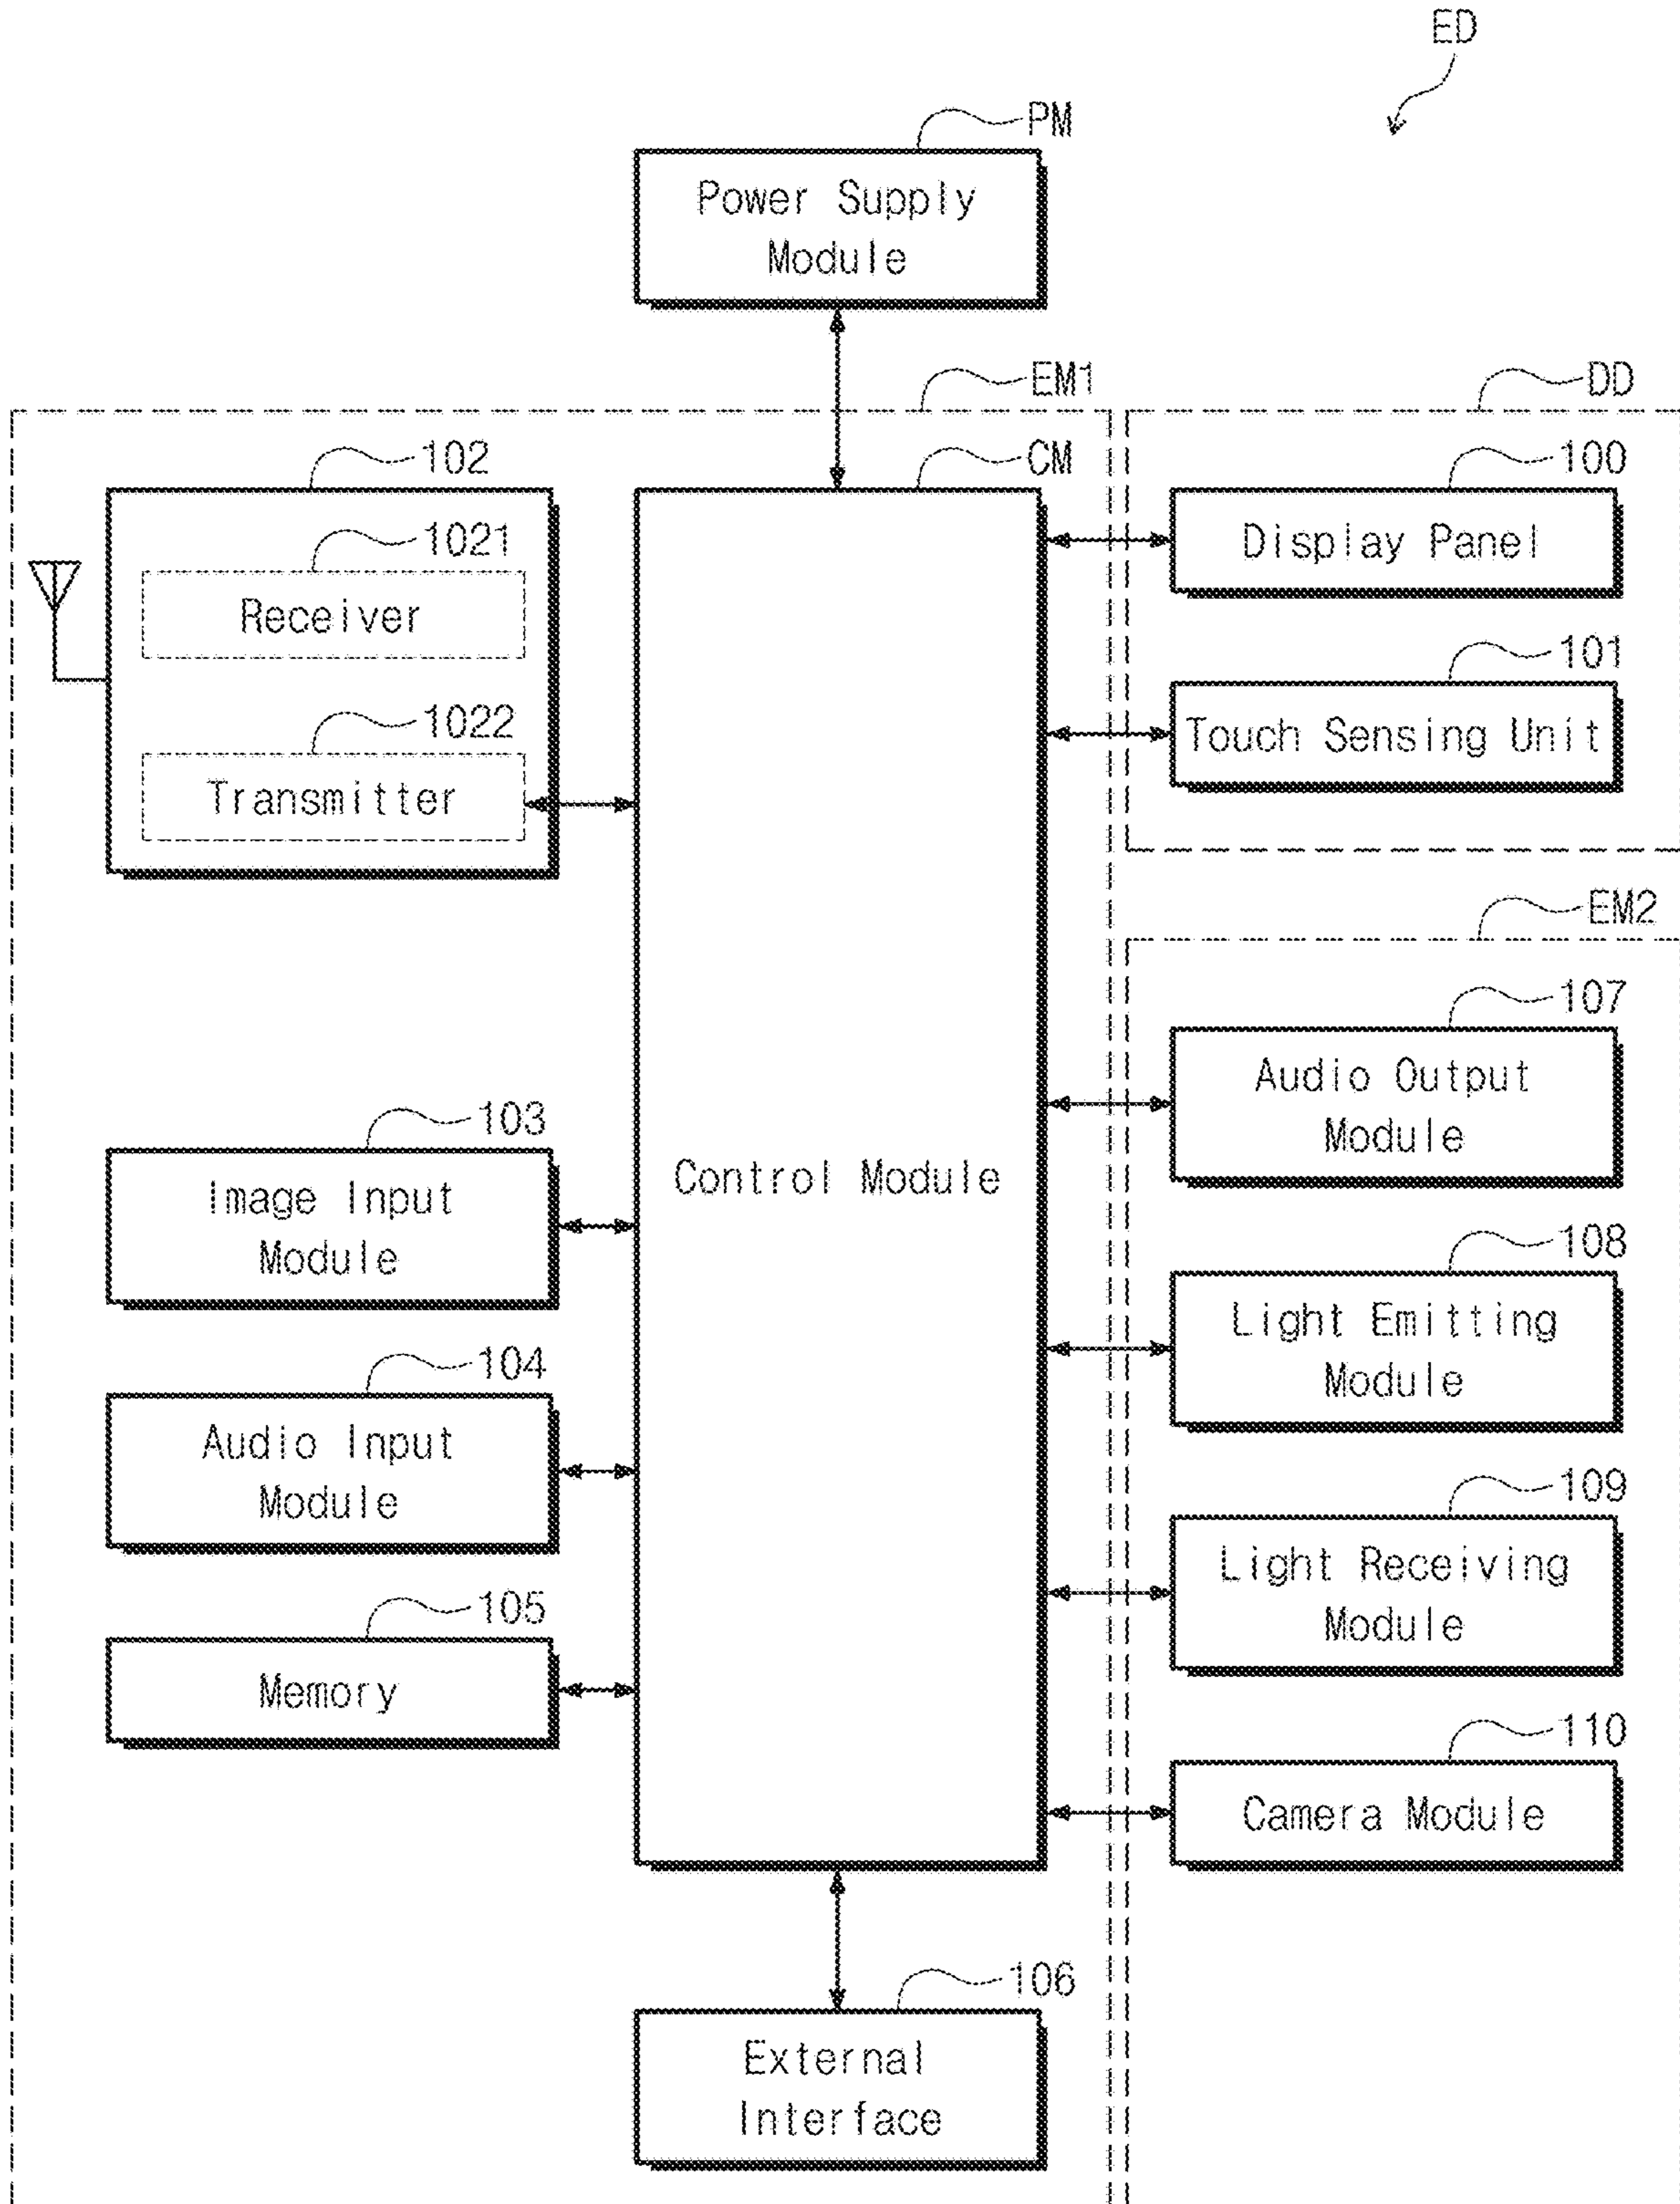 ED
PM
Power Supply
Module
EM1
DD
102
CM
100
1021
Display Panel
Receiver
101
1022
Touch Sensing Unit
Transmitter
EM2
107
Audio Output
Module
103
Control Module
Image Input
Module
108
Light Emitting
Module
104
Audio Input
Module
109
Light Receiving
Module
105
Memory
110
Camera Module
106
External
Interface